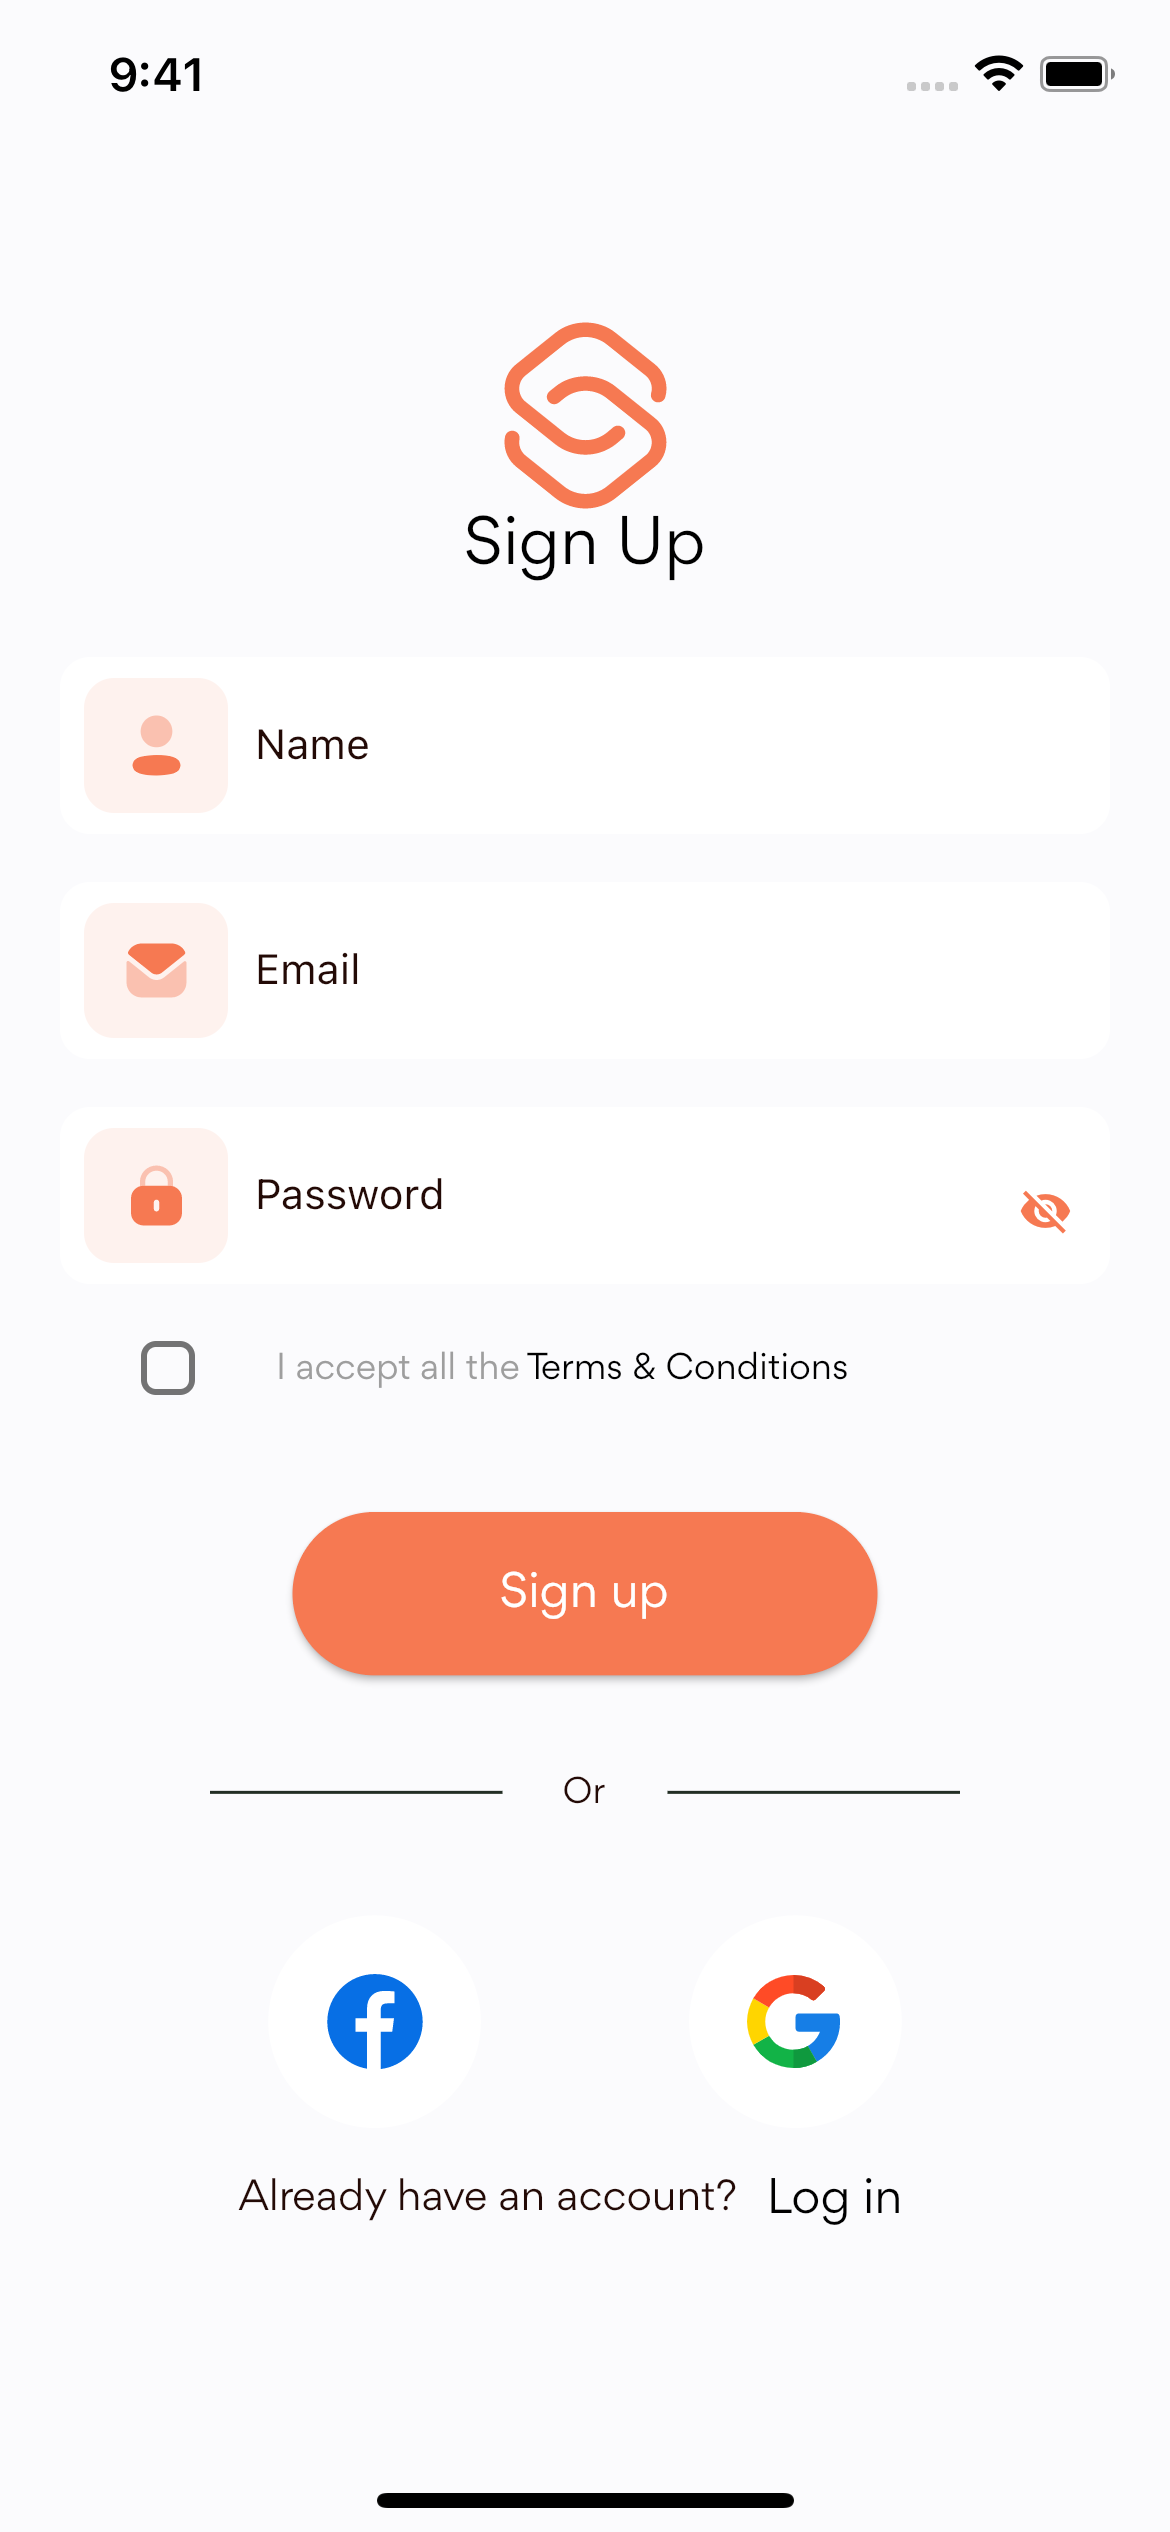 9:41
Sign Up
Name
Email
Password
I accept all the Terms & Conditions
Sign up
Or
Already have an account? Log in